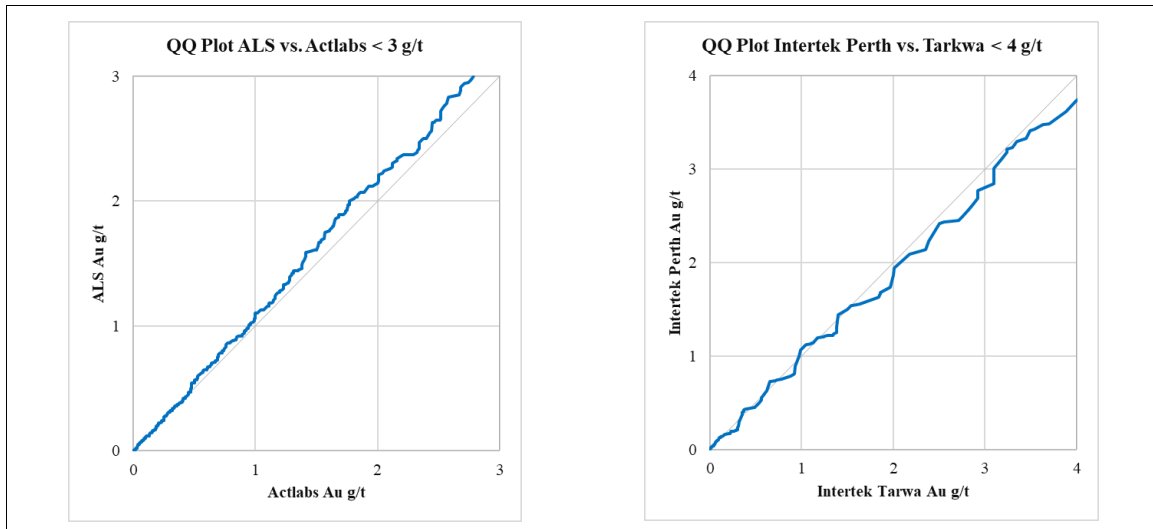 QQ Plot ALS vs. Actlabs < 3 g/t
3
2
1
0
ALS Au g/t
0 1 2 3
Actlabs Au g/t
QQ Plot Intertek Perth vs. Tarkwa < 4 g/t
4
3
2
1
0
Intertek Perth Au g/t
0 1 2 3 4
Intertek Tarwa Au g/t